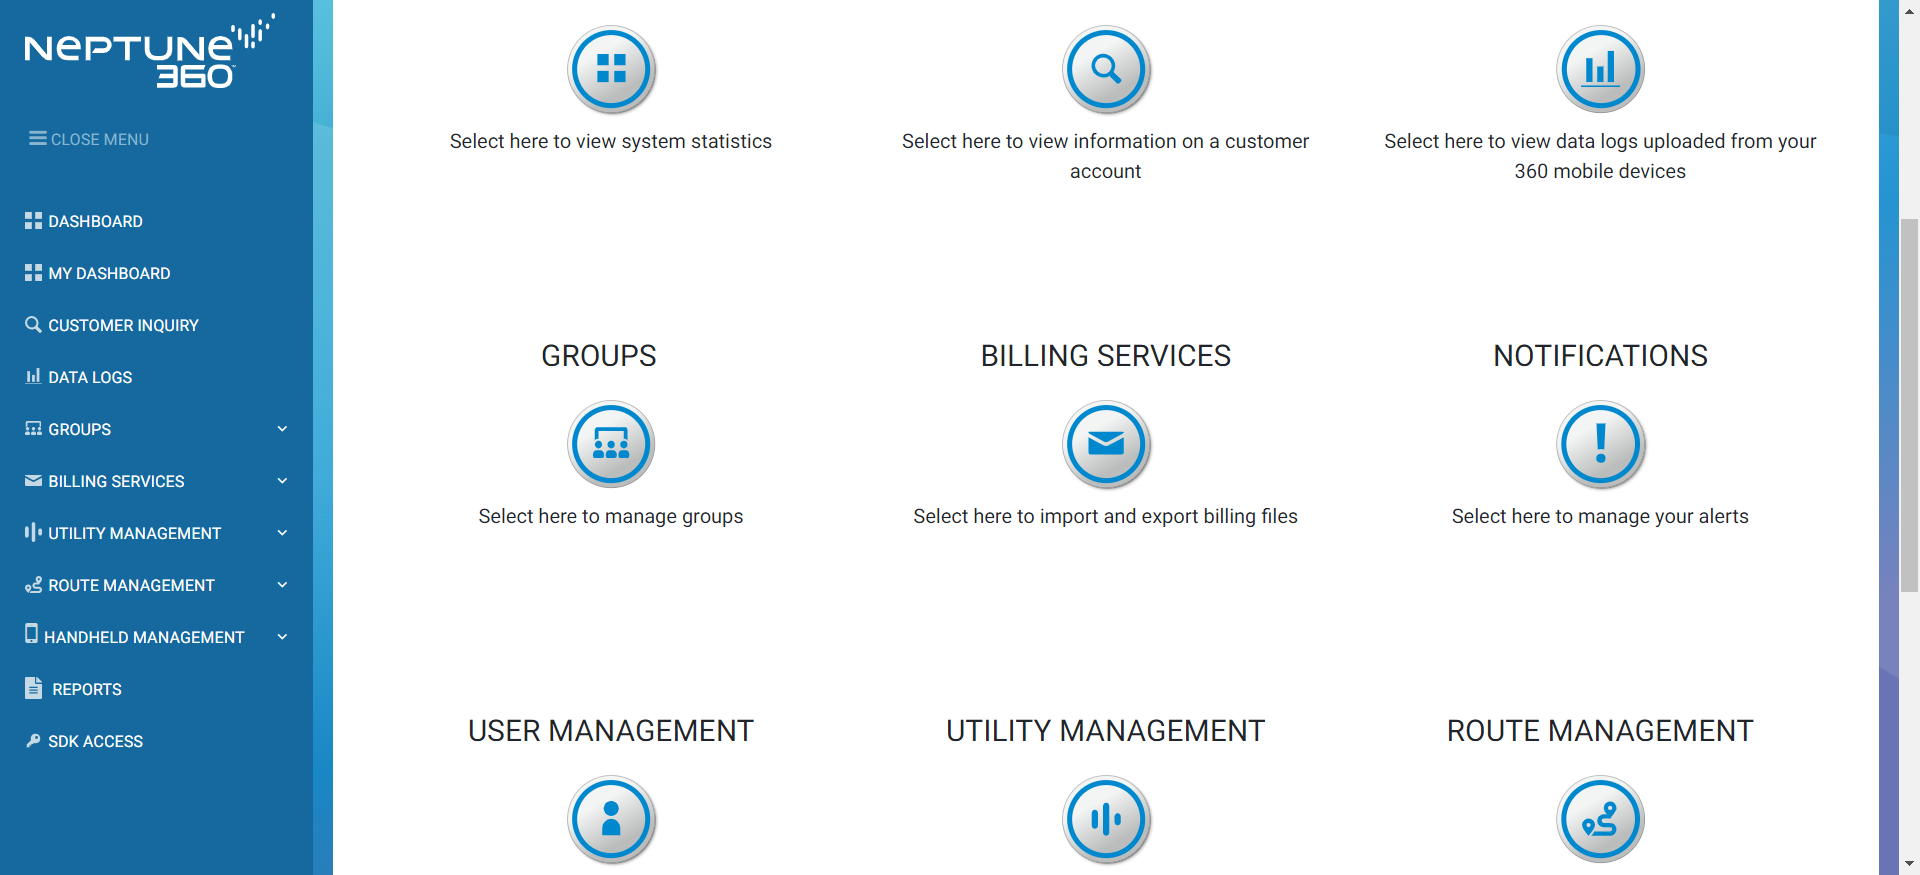 NEPTUNE
360™
CLOSE MENU
DASHBOARD
MY DASHBOARD
CUSTOMER INQUIRY
DATA LOGS
GROUPS
BILLING SERVICES
UTILITY MANAGEMENT
ROUTE MANAGEMENT
HANDHELD MANAGEMENT
REPORTS
SDK ACCESS
Select here to view system statistics
Select here to view information on a customer
account
Select here to view data logs uploaded from your
360 mobile devices
GROUPS
Select here to manage groups
BILLING SERVICES
Select here to import and export billing files
NOTIFICATIONS
Select here to manage your alerts
USER MANAGEMENT
UTILITY MANAGEMENT
ROUTE MANAGEMENT